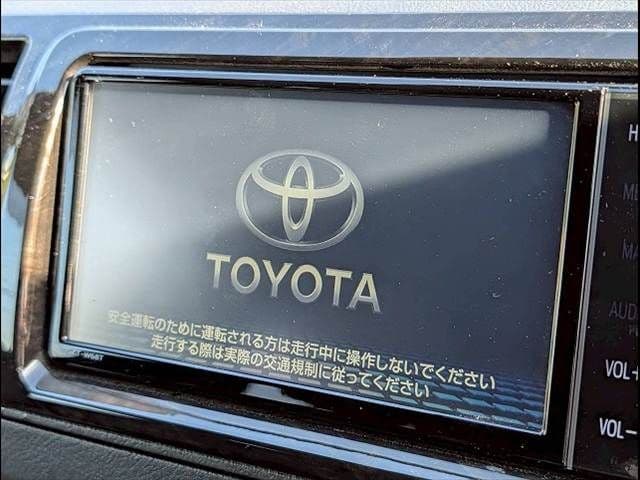 TOYOTA
安全運転のために運転される方は走行中に操作しないでください
走行する際は実際の交通規制に従ってください
H
M
MA
AUD
VOL+
VOL-